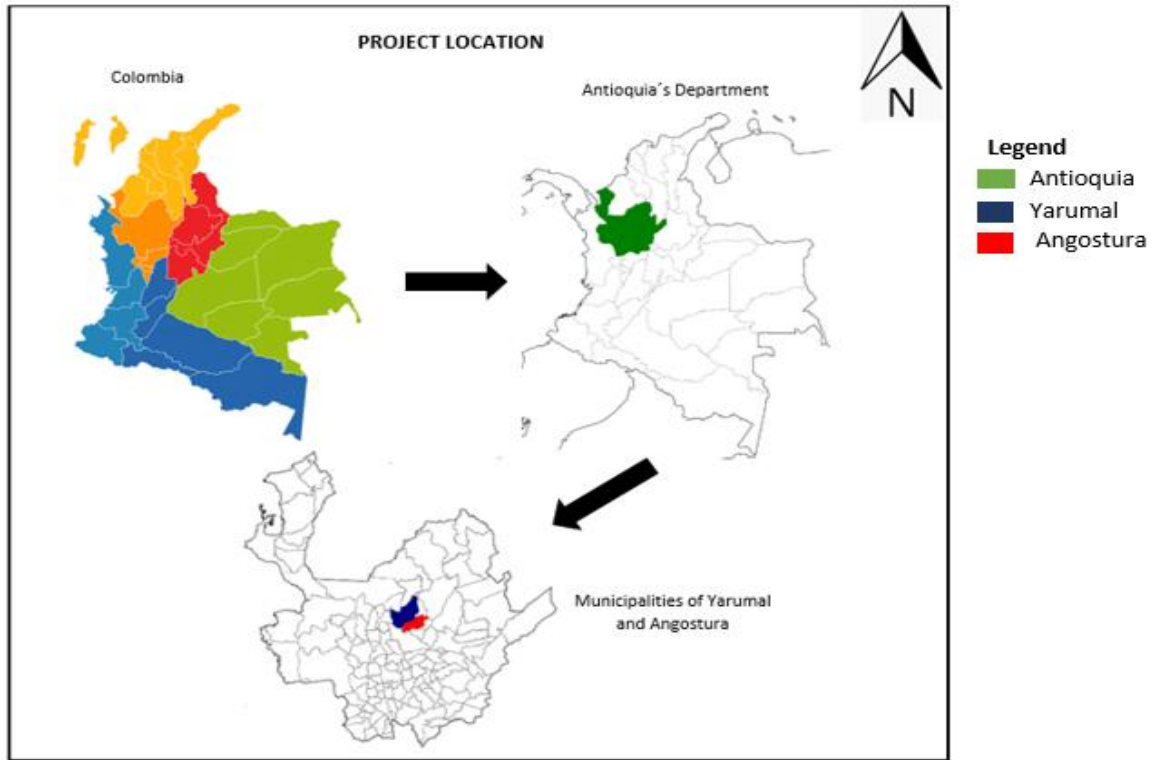 PROJECT LOCATION
Colombia
Antioquia´s Department
N
Legend
Antioquia
Yarumal
Angostura
Municipalities of Yarumal
and Angostura